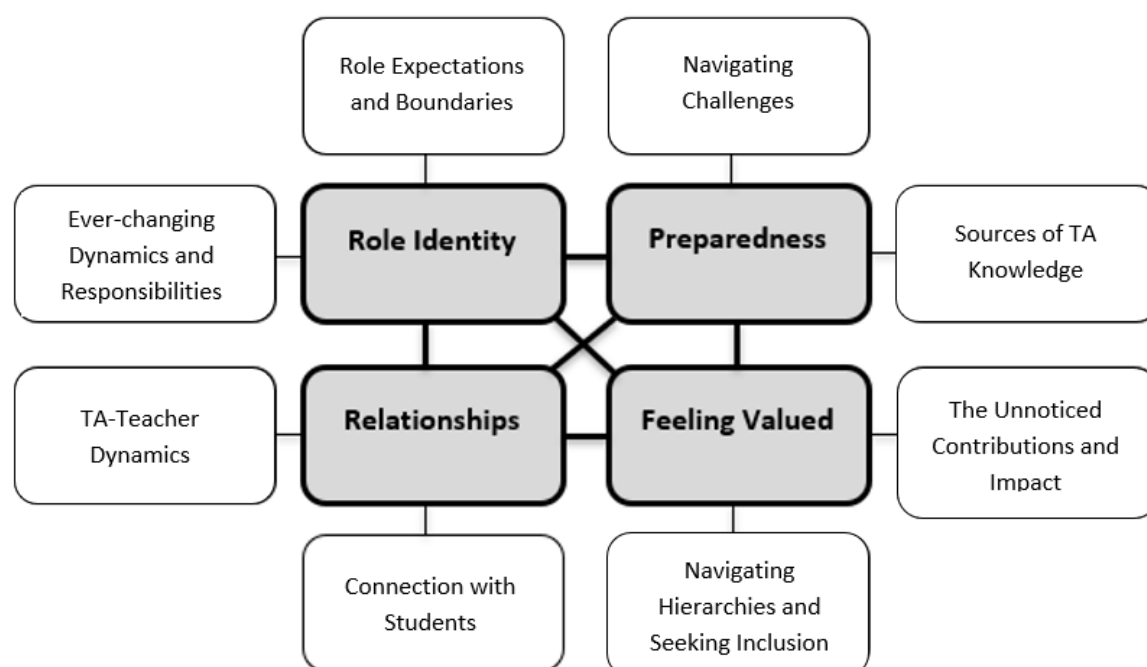 Role Expectations
and Boundaries
Navigating
Challenges
Ever-changing
Dynamics and
Responsibilities
Role Identity
Preparedness
Sources of TA
Knowledge
TA-Teacher
Dynamics
Relationships
Feeling Valued
The Unnoticed
Contributions and
Impact
Connection with
Students
Navigating
Hierarchies and
Seeking Inclusion